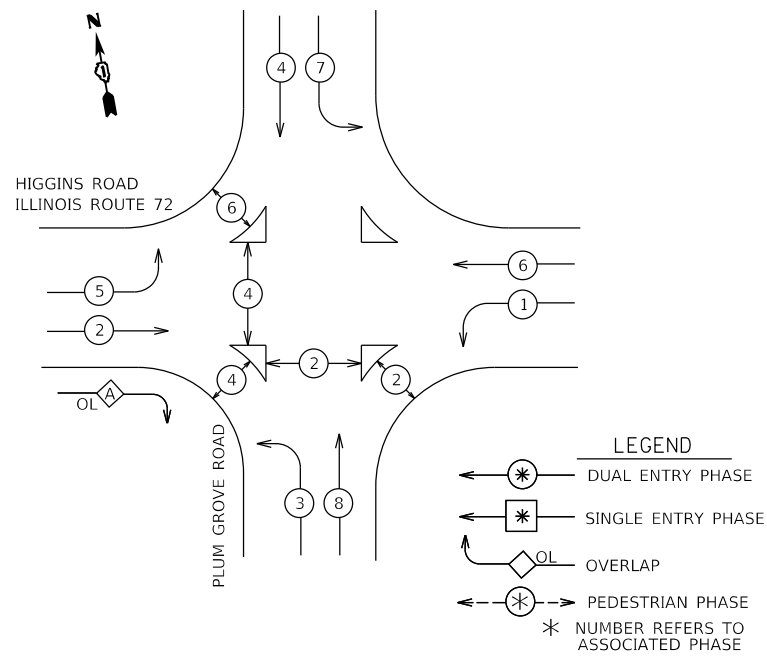 N
4
7
HIGGINS ROAD
ILLINOIS ROUTE 72
6
6
5
4
1
2
2
4
2
A
OL
PLUM GROVE ROAD
3
8
LEGEND
* DUAL ENTRY PHASE
* SINGLE ENTRY PHASE
OL
OVERLAP
* PEDESTRIAN PHASE
* NUMBER REFERS TO
ASSOCIATED PHASE